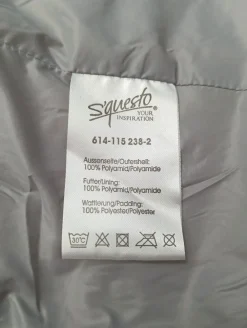 S'questo
YOUR
INSPIRATION
614-115 238-2
Aussenseite/Outershell:
100% Polyamid/Polyamide
Futter/Lining:
100% Polyamid/Polyamide
Wattierung/Padding:
100% Polyester/Polyester
30°C